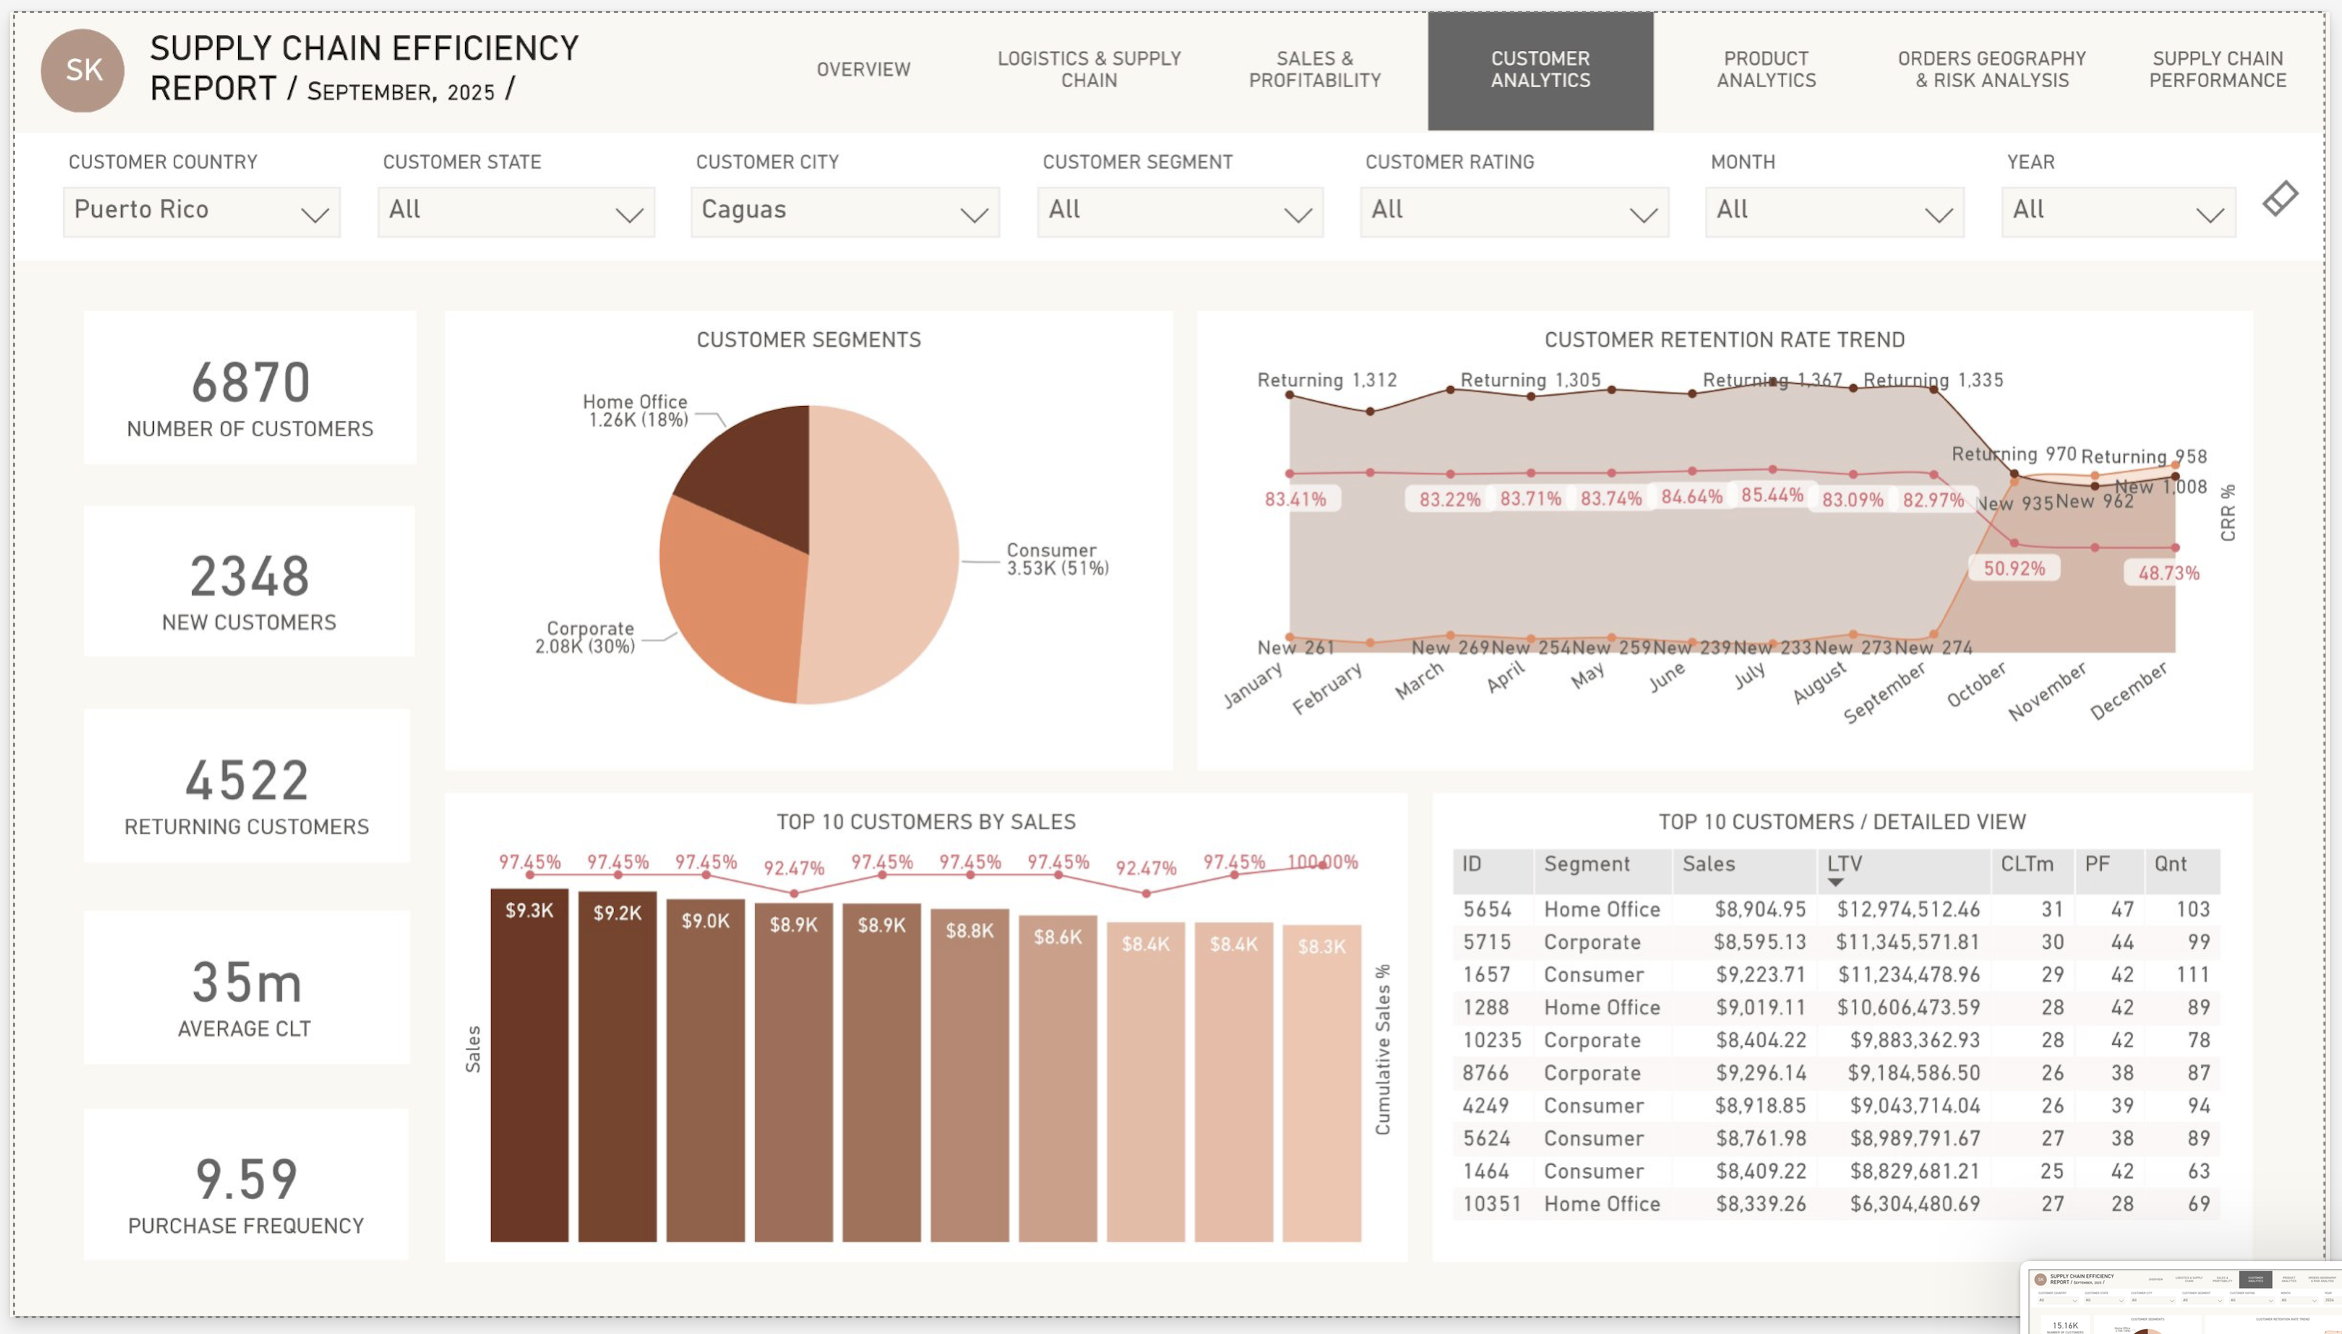 SK
SUPPLY CHAIN EFFICIENCY
REPORT / SEPTEMBER, 2025 /
OVERVIEW
LOGISTICS & SUPPLY
CHAIN
SALES &
PROFITABILITY
CUSTOMER
ANALYTICS
PRODUCT
ANALYTICS
ORDERS GEOGRAPHY
& RISK ANALYSIS
SUPPLY CHAIN
PERFORMANCE
CUSTOMER COUNTRY
Puerto Rico
CUSTOMER STATE
All
CUSTOMER CITY
Caguas
CUSTOMER SEGMENT
All
CUSTOMER RATING
All
MONTH
All
YEAR
All
6870
NUMBER OF CUSTOMERS
2348
NEW CUSTOMERS
4522
RETURNING CUSTOMERS
35m
AVERAGE CLT
9.59
PURCHASE FREQUENCY
CUSTOMER SEGMENTS
Home Office
1.26K (18%)
Consumer
3.53K (51%)
Corporate
2.08K (30%)
CUSTOMER RETENTION RATE TREND
Returning 1,312
Returning 1,305
Returning 1,367
Returning 1,335
Returning 970
Returning 958
83.41%
83.22%
83.71%
83.74%
84.64%
85.44%
83.09%
82.97%
New 935
New 962
New 1,008
50.92%
48.73%
CRR %
New 261
New 269
New 254
New 259
New 239
New 233
New 273
New 274
January
February
March
April
May
June
July
August
September
October
November
December
TOP 10 CUSTOMERS BY SALES
97.45%
97.45%
97.45%
92.47%
97.45%
97.45%
97.45%
92.47%
97.45%
100.00%
$9.3K
$9.2K
$9.0K
$8.9K
$8.9K
$8.8K
$8.6K
$8.4K
$8.4K
$8.3K
Sales
Cumulative Sales %
TOP 10 CUSTOMERS / DETAILED VIEW
ID Segment Sales LTV CLTm PF Qnt
5654 Home Office $8,904.95 $12,974,512.46 31 47 103
5715 Corporate $8,595.13 $11,345,571.81 30 44 99
1657 Consumer $9,223.71 $11,234,478.96 29 42 111
1288 Home Office $9,019.11 $10,606,473.59 28 42 89
10235 Corporate $8,404.22 $9,883,362.93 28 42 78
8766 Corporate $9,296.14 $9,184,586.50 26 38 87
4249 Consumer $8,918.85 $9,043,714.04 26 39 94
5624 Consumer $8,761.98 $8,989,791.67 27 38 89
1464 Consumer $8,409.22 $8,829,681.21 25 42 63
10351 Home Office $8,339.26 $6,304,480.69 27 28 69
SUPPLY CHAIN EFFICIENCY
REPORT / SEPTEMBER, 2025 /
15.16K